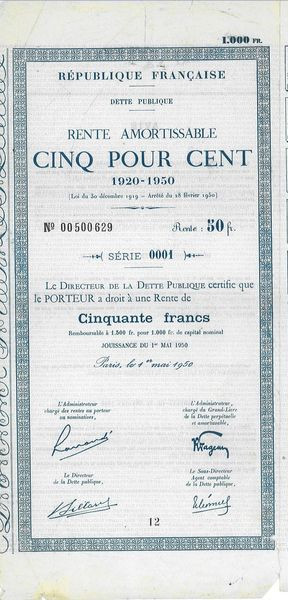 1.000 FR.
RÉPUBLIQUE FRANÇAISE
DETTE PUBLIQUE
RENTE AMORTISSABLE
CINQ POUR CENT
1920-1950
(Loi du 30 décembre 1919 - Arrêté du 18 février 1950)
Nº 00500629 Rente : 50 fr.
SÉRIE 0001
Le Directeur de la Dette Publique certifie que
le PORTEUR a droit à une Rente de
Cinquante francs
Remboursable à 1.500 fr. pour 1.000 fr. de capital nominal
JOUISSANCE DU 1er MAI 1950
Paris, le 1er mai 1950
L'Administrateur
chargé des rentes au porteur
ou nominatives,
L'Administrateur
chargé du Grand-Livre
de la Dette perpétuelle
et amortissable,
Le Directeur
de la Dette publique,
Le Sous-Directeur
Agent comptable
de la Dette publique,
12